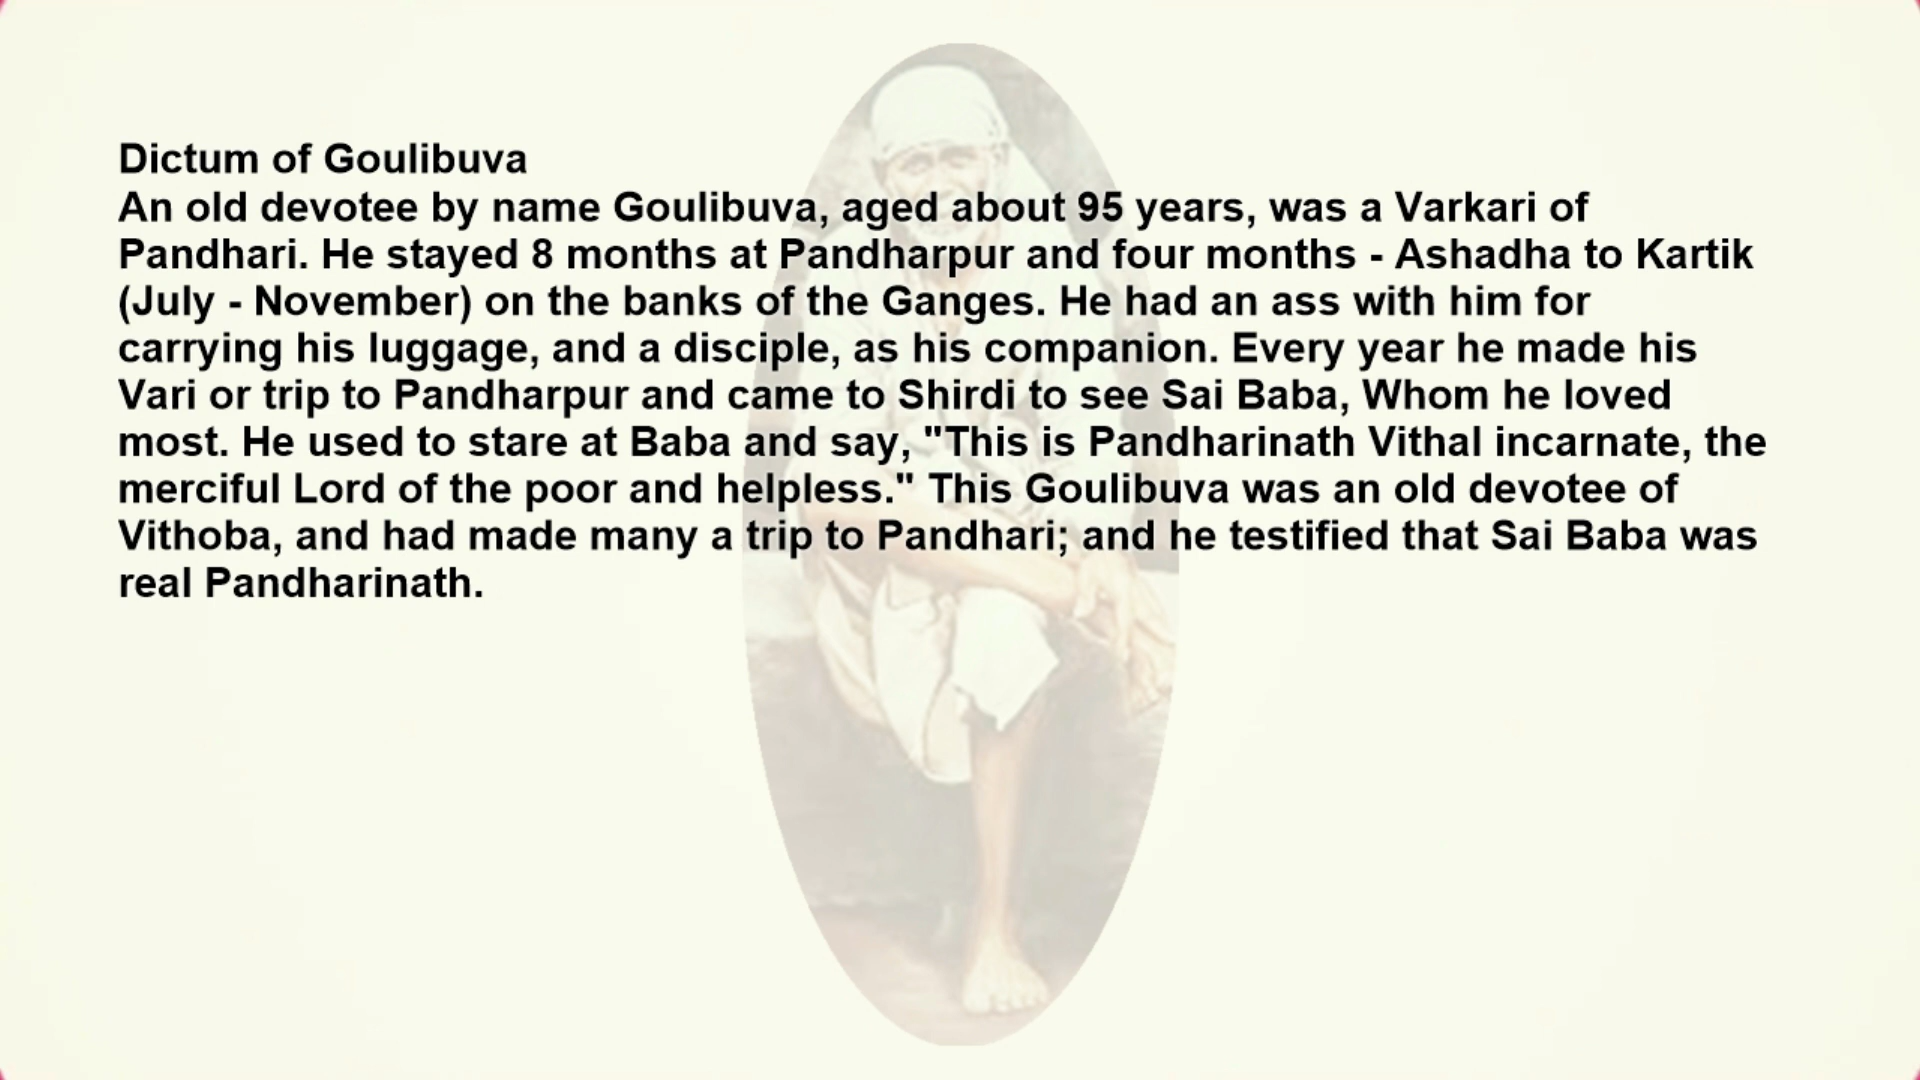 Dictum of Goulibuva
An old devotee by name Goulibuva, aged about 95 years, was a Varkari of
Pandhari. He stayed 8 months at Pandharpur and four months - Ashadha to Kartik
(July - November) on the banks of the Ganges. He had an ass with him for
carrying his luggage, and a disciple, as his companion. Every year he made his
Vari or trip to Pandharpur and came to Shirdi to see Sai Baba, Whom he loved
most. He used to stare at Baba and say, "This is Pandharinath Vithal incarnate, the
merciful Lord of the poor and helpless." This Goulibuva was an old devotee of
Vithoba, and had made many a trip to Pandhari; and he testified that Sai Baba was
real Pandharinath.